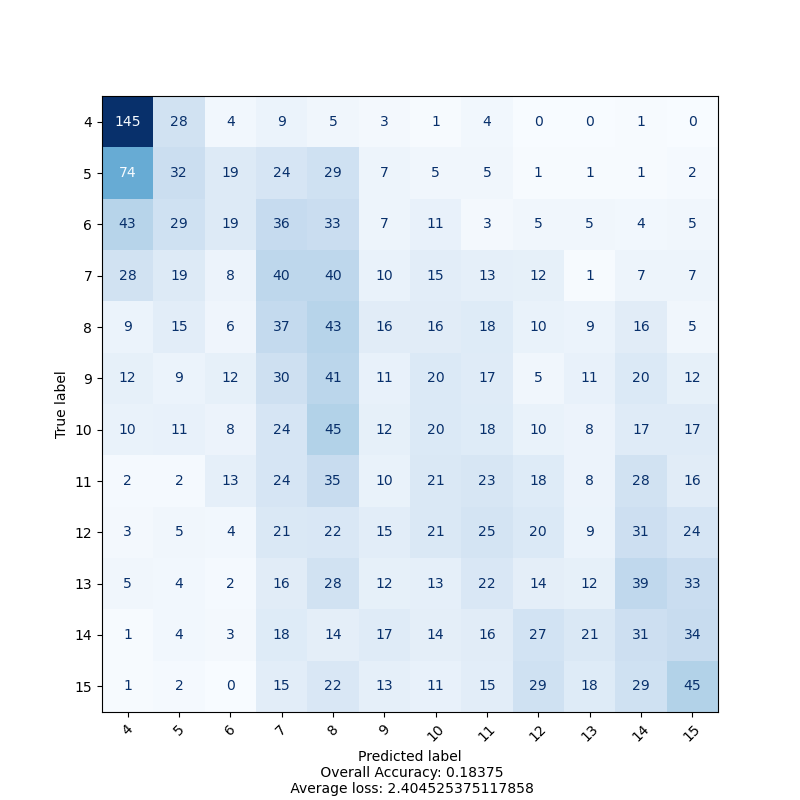 4 145 28 4 9 5 3 1 4 0 0 1 0
5 74 32 19 24 29 7 5 5 1 1 1 2
6 43 29 19 36 33 7 11 3 5 5 4 5
7 28 19 8 40 40 10 15 13 12 1 7 7
8 9 15 6 37 43 16 16 18 10 9 16 5
9 12 9 12 30 41 11 20 17 5 11 20 12
10 10 11 8 24 45 12 20 18 10 8 17 17
11 2 2 13 24 35 10 21 23 18 8 28 16
12 3 5 4 21 22 15 21 25 20 9 31 24
13 5 4 2 16 28 12 13 22 14 12 39 33
14 1 4 3 18 14 17 14 16 27 21 31 34
15 1 2 0 15 22 13 11 15 29 18 29 45
True label
4 5 6 7 8 9 10 11 12 13 14 15
Predicted label
Overall Accuracy: 0.18375
Average loss: 2.404525375117858